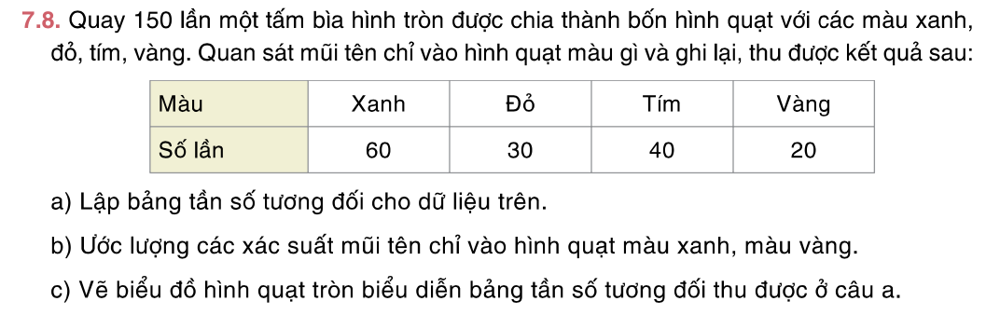 7.8. Quay 150 lần một tấm bìa hình tròn được chia thành bốn hình quạt với các màu xanh,
đỏ, tím, vàng. Quan sát mũi tên chỉ vào hình quạt màu gì và ghi lại, thu được kết quả sau:
Màu Xanh Đỏ Tím Vàng
Số lần 60 30 40 20
a) Lập bảng tần số tương đối cho dữ liệu trên.
b) Ước lượng các xác suất mũi tên chỉ vào hình quạt màu xanh, màu vàng.
c) Vẽ biểu đồ hình quạt tròn biểu diễn bảng tần số tương đối thu được ở câu a.